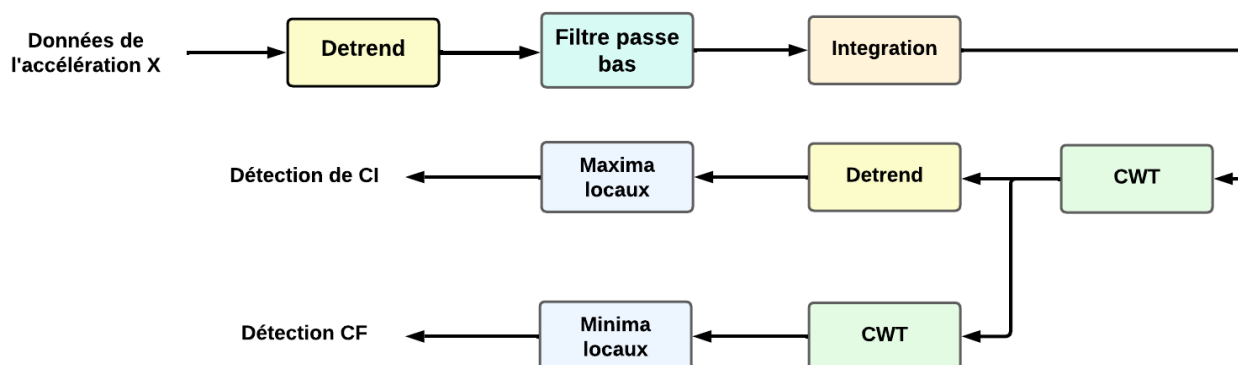 Données de
l'accélération X
Detrend
Filtre passe
bas
Integration
Détection de CI
Maxima
locaux
Detrend
CWT
Détection CF
Minima
locaux
CWT